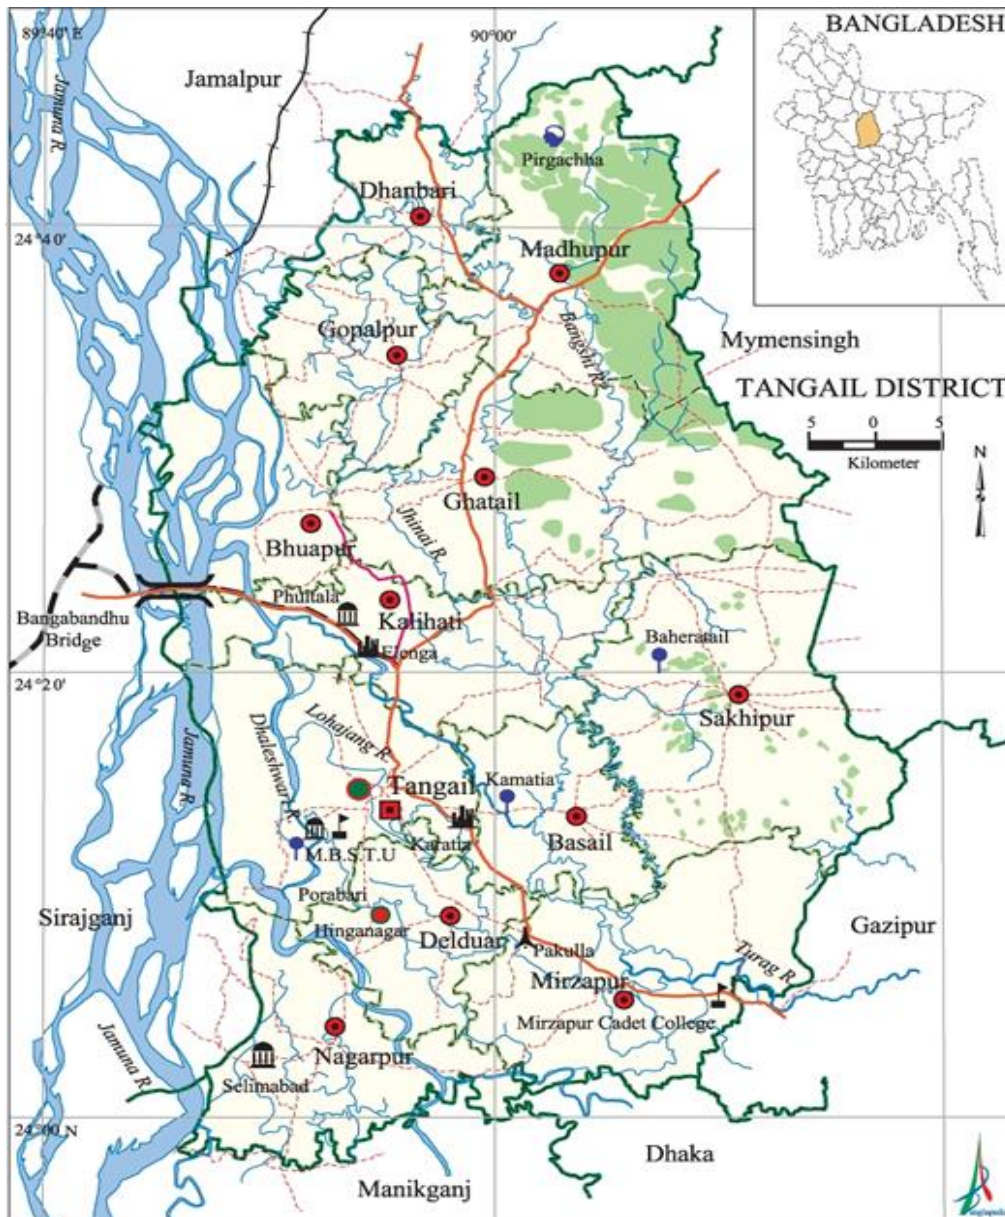 89°40' E
90°00'
BANGLADESH
Jamalpur
Jamuna R.
Pirgachha
Dhanbari
24°40'
Madhupur
Gopalpur
Bangshi R.
Mymensingh
TANGAIL DISTRICT
5 0 5
Kilometer
N
Ghatail
Jhinai R.
Bhuapur
Phultala
Kalihati
Bangabandhu
Bridge
Elenga
Baheratail
24°20'
Sakhipur
Lohajang R.
Dhaleshwari R.
Jamuna R.
Tangail
Kamatia
Karatia
Basail
M.B.S.T.U
Porabari
Sirajganj
Hinganagar
Delduar
Gazipur
Pakulla
Turag R.
Mirzapur
Mirzapur Cadet College
Jamuna R.
Nagarpur
Selimabad
24°00 N
Dhaka
Manikganj